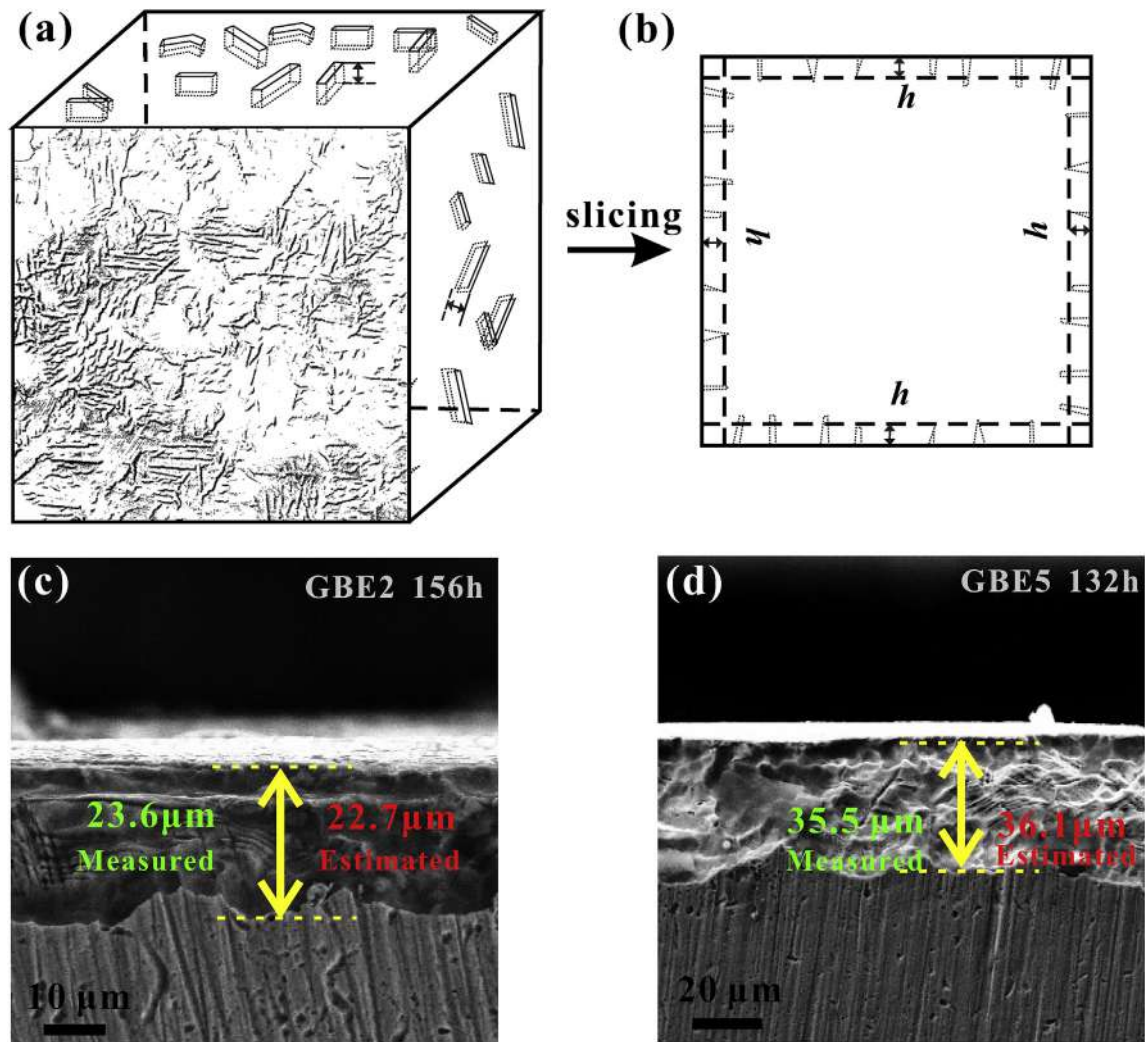 (a)
(b)
h
slicing
h
h
h
(c)
GBE2 156h
23.6μm
Measured
22.7μm
Estimated
10 μm
(d)
GBE5 132h
35.5 μm
Measured
36.1μm
Estimated
20 μm